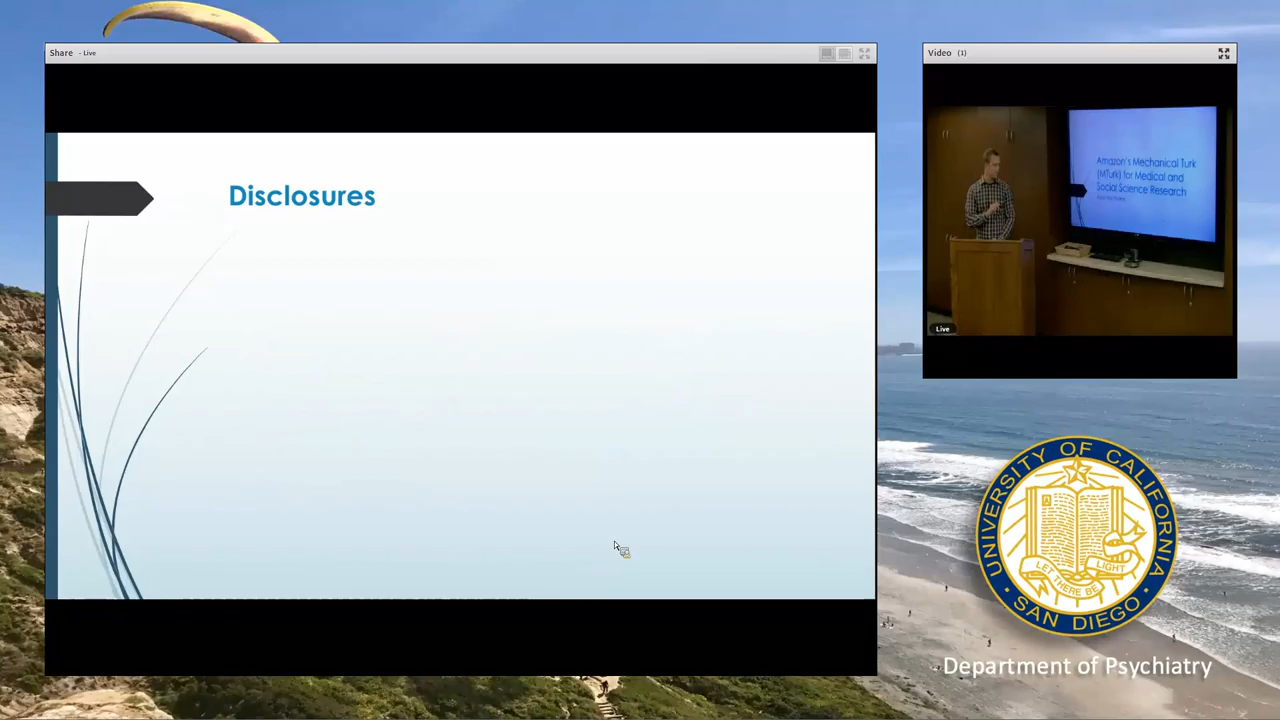 Share - Live
Disclosures
Video (1)
Amazon's Mechanical Turk
(MTurk) for Medical and
Social Science Research
Live
UNIVERSITY OF CALIFORNIA
SAN DIEGO
LET THERE BE LIGHT
Department of Psychiatry